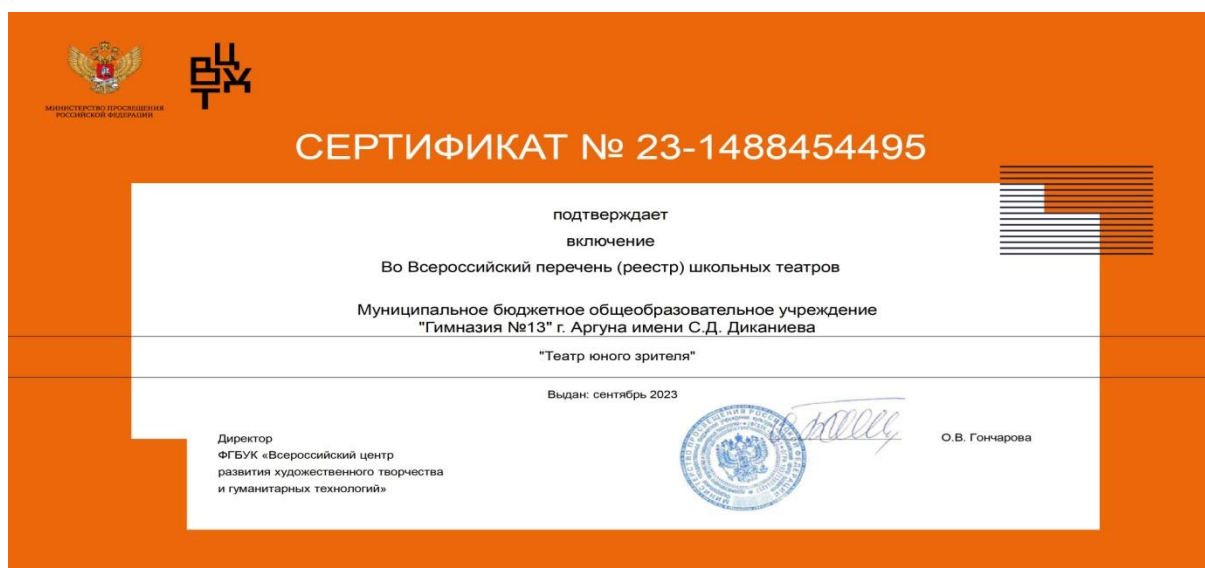 МИНИСТЕРСТВО ПРОСВЕЩЕНИЯ
РОССИЙСКОЙ ФЕДЕРАЦИИ
ВЦХТ
СЕРТИФИКАТ № 23-1488454495
подтверждает
включение
Во Всероссийский перечень (реестр) школьных театров
Муниципальное бюджетное общеобразовательное учреждение
"Гимназия №13" г. Аргуна имени С.Д. Диканиева
"Театр юного зрителя"
Выдан: сентябрь 2023
Директор
ФГБУК «Всероссийский центр
развития художественного творчества
и гуманитарных технологий»
О.В. Гончарова